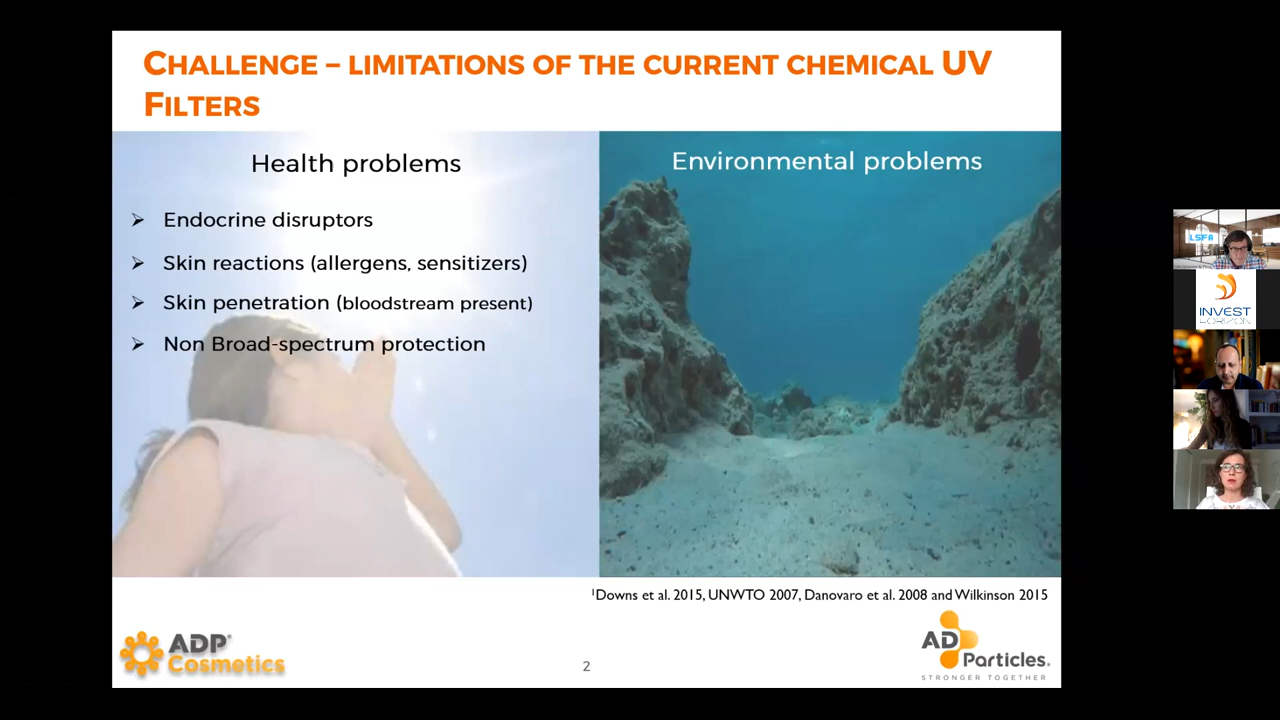 CHALLENGE – LIMITATIONS OF THE CURRENT CHEMICAL UV
FILTERS
Health problems
➢ Endocrine disruptors
➢ Skin reactions (allergens, sensitizers)
➢ Skin penetration (bloodstream present)
➢ Non Broad-spectrum protection
Environmental problems
¹Downs et al. 2015, UNWTO 2007, Danovaro et al. 2008 and Wilkinson 2015
ADP®
Cosmetics
2
AD
Particles®
STRONGER TOGETHER
LSFA
INVEST
HORIZON